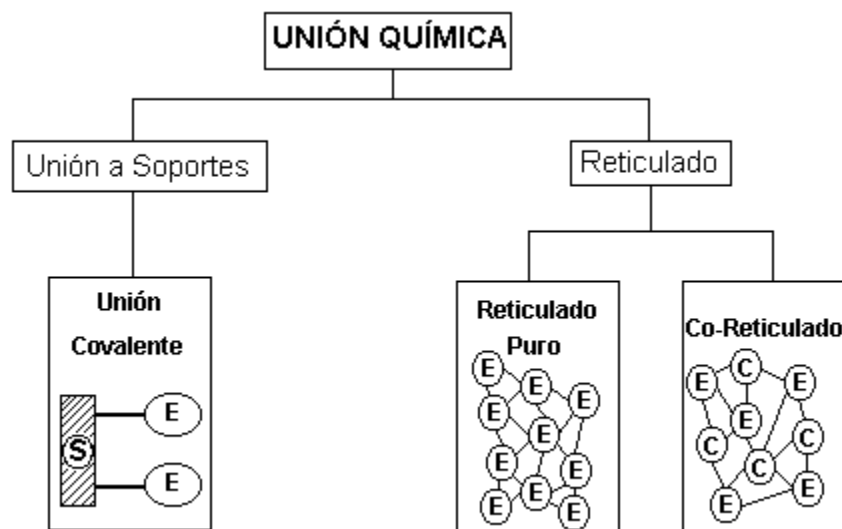 UNIÓN QUÍMICA
Unión a Soportes
Reticulado
Unión
Covalente
S
E
E
Reticulado
Puro
E
E
E
E
E
E
E
E
E
E
Co-Reticulado
C
E
E
E
C
C
C
E
E